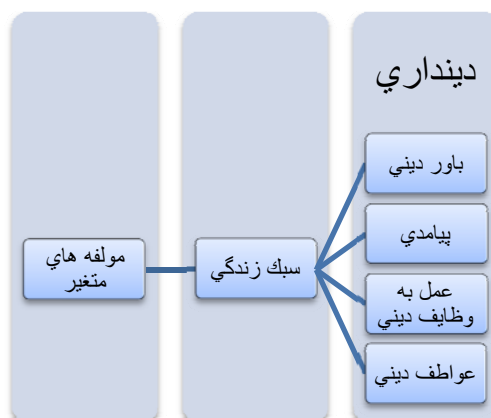 دينداري
باور ديني
پيامدي
عمل به
وظايف ديني
عواطف ديني
سبك زندگي
مولفه هاي
متغير